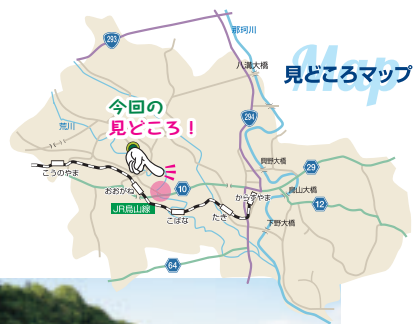 293
那珂川
八溝大橋
見どころマップ
Map
今回の
見どころ！
荒川
294
興野大橋
29
こうのやま
おおがね
10
烏山大橋
からすやま
12
JR烏山線
こばな
たき
下野大橋
64